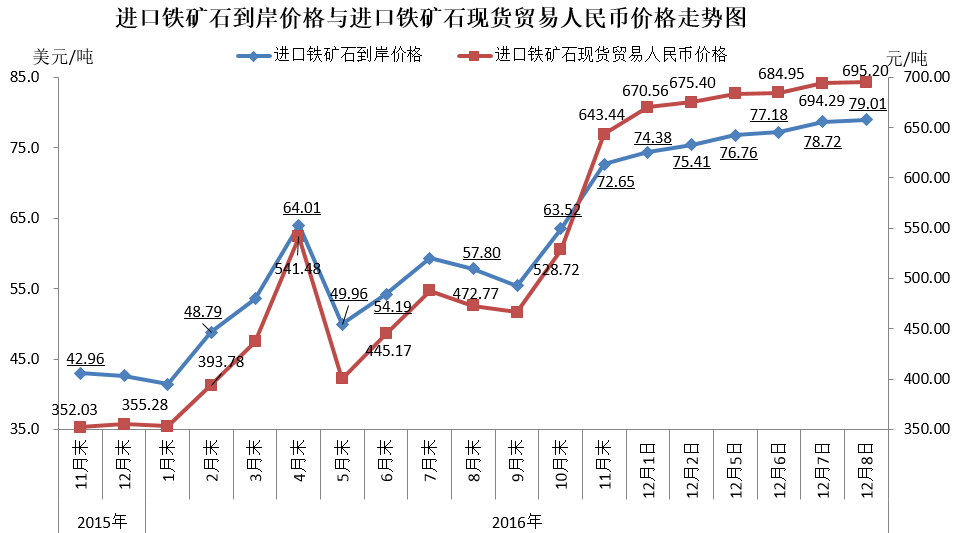 进口铁矿石到岸价格与进口铁矿石现货贸易人民币价格走势图
美元/吨
进口铁矿石到岸价格
进口铁矿石现货贸易人民币价格
元/吨
85.0
75.0
65.0
55.0
45.0
35.0
700.00
650.00
600.00
550.00
500.00
450.00
400.00
350.00
42.96
48.79
64.01
49.96
54.19
57.80
63.52
72.65
74.38
75.41
76.76
77.18
78.72
79.01
352.03
355.28
393.78
541.48
445.17
472.77
528.72
643.44
670.56
675.40
684.95
694.29
695.20
11月末
12月末
1月末
2月末
3月末
4月末
5月末
6月末
7月末
8月末
9月末
10月末
11月末
12月1日
12月2日
12月5日
12月6日
12月7日
12月8日
2015年
2016年